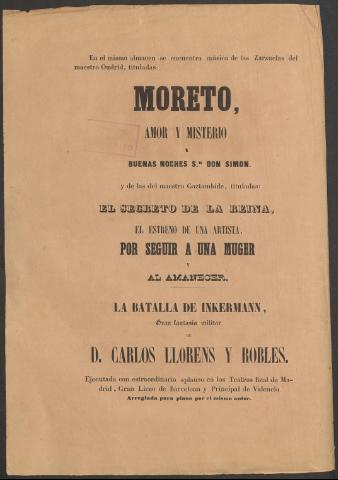 En el mismo almacen se encuentra música de las Zarzuelas del
maestro Oudrid, tituladas:
MORETO,
AMOR Y MISTERIO
Y
BUENAS NOCHES S.ʳ DON SIMON.
y de las del maestro Gaztambide, tituladas:
EL SECRETO DE LA REINA,
EL ESTRENO DE UNA ARTISTA.
POR SEGUIR A UNA MUGER
Y
AL AMANECER.
LA BATALLA DE INKERMANN,
Gran fantasia militar
DE
D. CARLOS LLORENS Y ROBLES.
Ejecutada con estraordinario aplauso en los Teatros Real de Ma-
drid, Gran Liceo de Barcelona y Principal de Valencia
Arreglada para piano por el mismo autor.